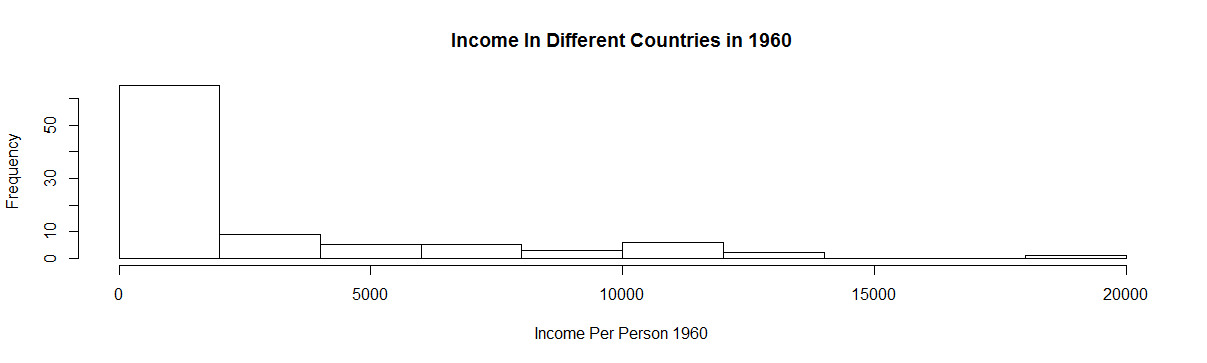 Income In Different Countries in 1960
Frequency
50
30
10
0
0 5000 10000 15000 20000
Income Per Person 1960